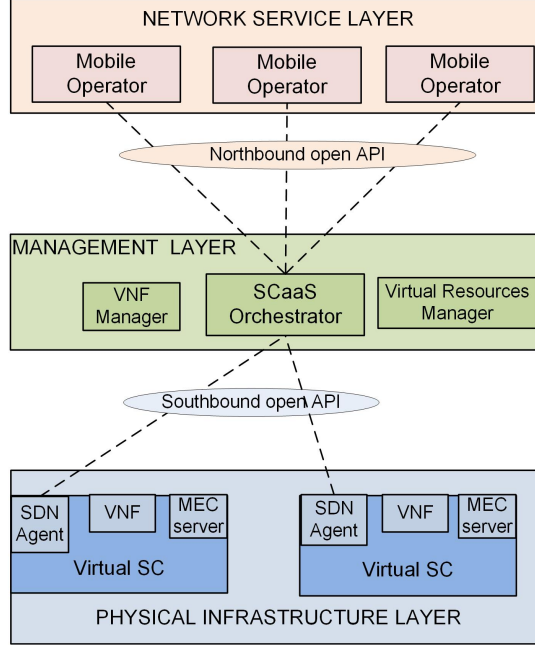 NETWORK SERVICE LAYER
Mobile
Operator
Mobile
Operator
Mobile
Operator
Northbound open API
MANAGEMENT LAYER
VNF
Manager
SCaaS
Orchestrator
Virtual Resources
Manager
Southbound open API
SDN
Agent
VNF
MEC
server
Virtual SC
SDN
Agent
VNF
MEC
server
Virtual SC
PHYSICAL INFRASTRUCTURE LAYER